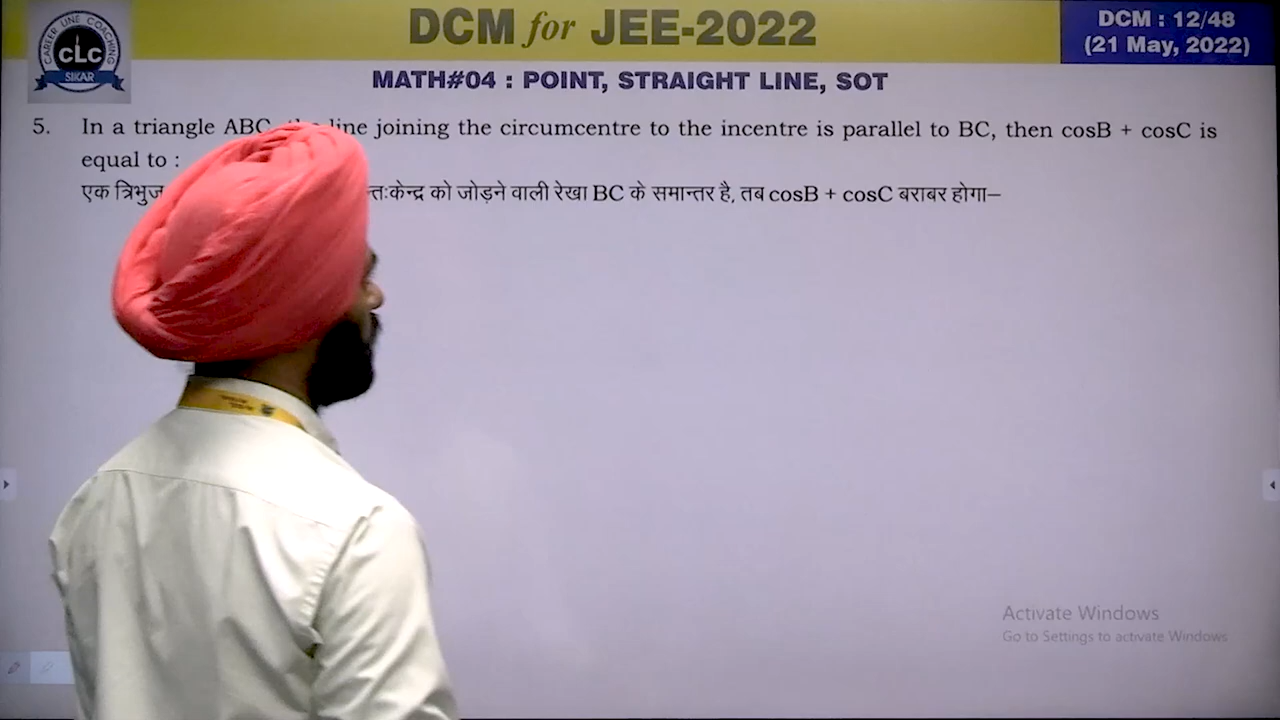 DCM for JEE-2022
DCM : 12/48
(21 May, 2022)
CAREER LINE COACHING
CLC
SIKAR
MATH#04 : POINT, STRAIGHT LINE, SOT
5. In a triangle ABC, the line joining the circumcentre to the incentre is parallel to BC, then cosB + cosC is
equal to :
एक त्रिभुज को जोड़ने वाली रेखा BC के समान्तर है, तब cosB + cosC बराबर होगा–
Activate Windows
Go to Settings to activate Windows